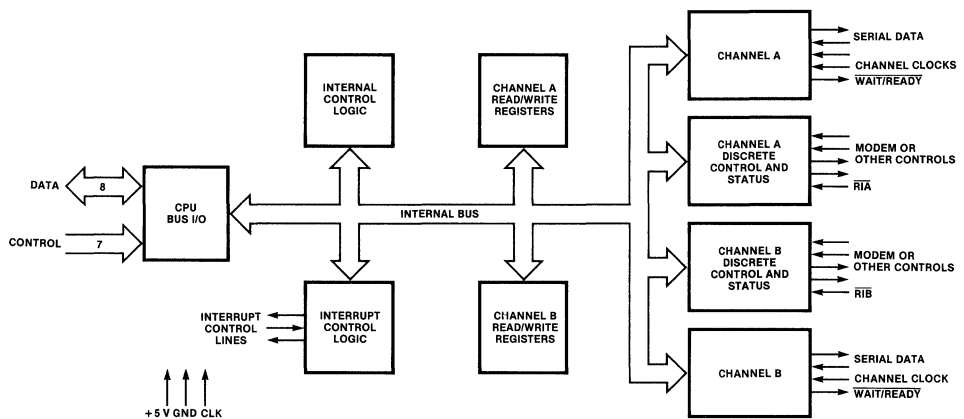 CHANNEL A
SERIAL DATA
CHANNEL CLOCKS
WAIT/READY
INTERNAL
CONTROL
LOGIC
CHANNEL A
READ/WRITE
REGISTERS
CHANNEL A
DISCRETE
CONTROL AND
STATUS
MODEM OR
OTHER CONTROLS
RIA
DATA
8
CPU
BUS I/O
INTERNAL BUS
CONTROL
7
CHANNEL B
DISCRETE
CONTROL AND
STATUS
MODEM OR
OTHER CONTROLS
RIB
INTERRUPT
CONTROL
LINES
INTERRUPT
CONTROL
LOGIC
CHANNEL B
READ/WRITE
REGISTERS
CHANNEL B
SERIAL DATA
CHANNEL CLOCK
WAIT/READY
+5 V GND CLK